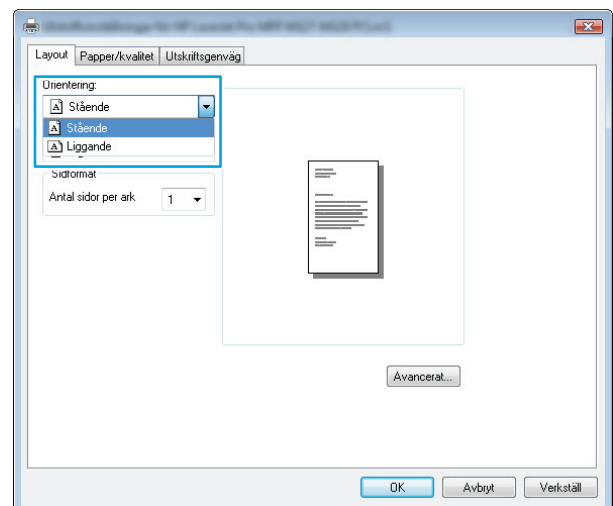 Layout Papper/kvalitet Utskriftsgenväg
Orientering:
A Stående
A Stående
A Liggande
Sidformat
Antal sidor per ark 1
Avancerat...
OK Avbryt Verkställ